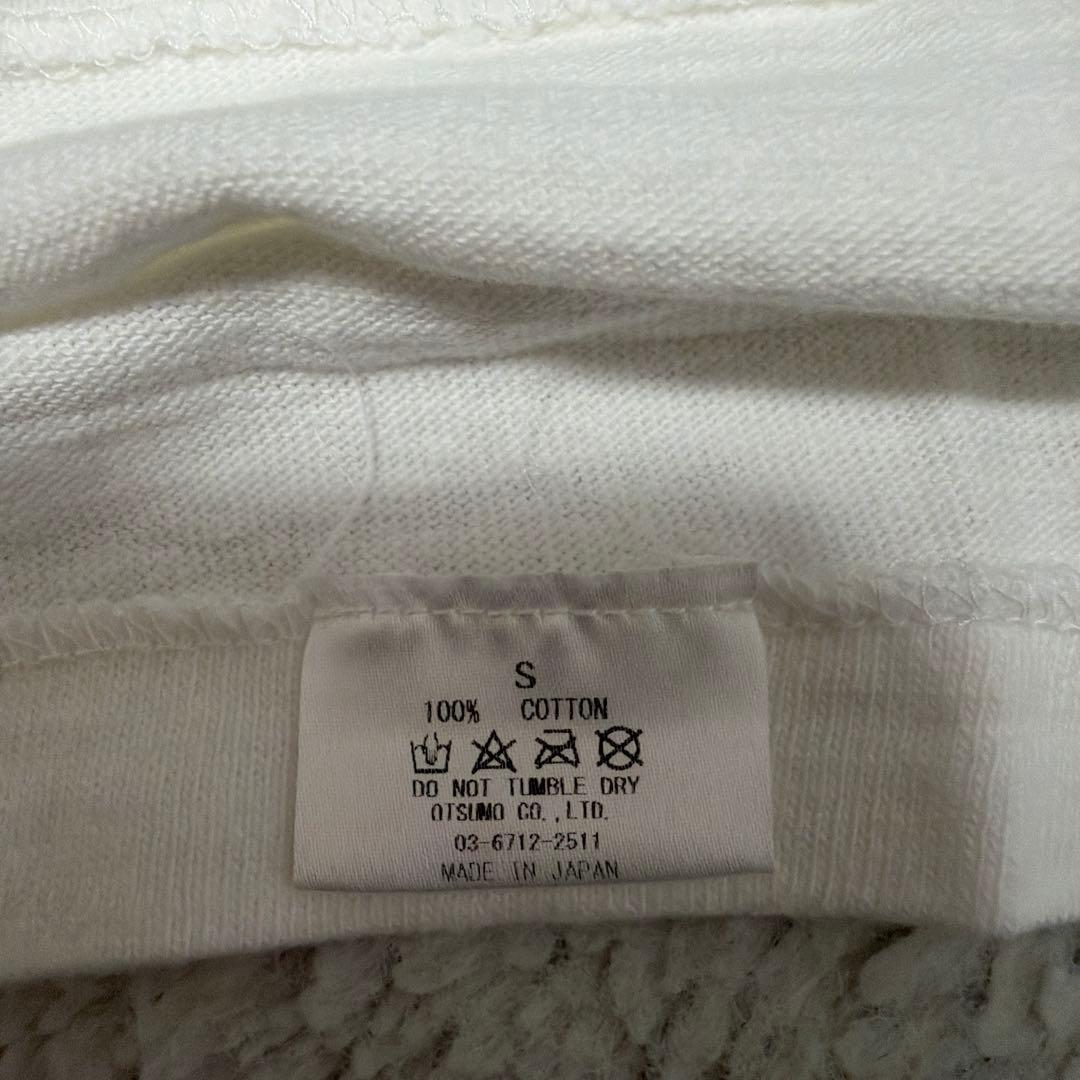 S
100% COTTON
DO NOT TUMBLE DRY
OTSUMO CO.,LTD.
03-6712-2511
MADE IN JAPAN